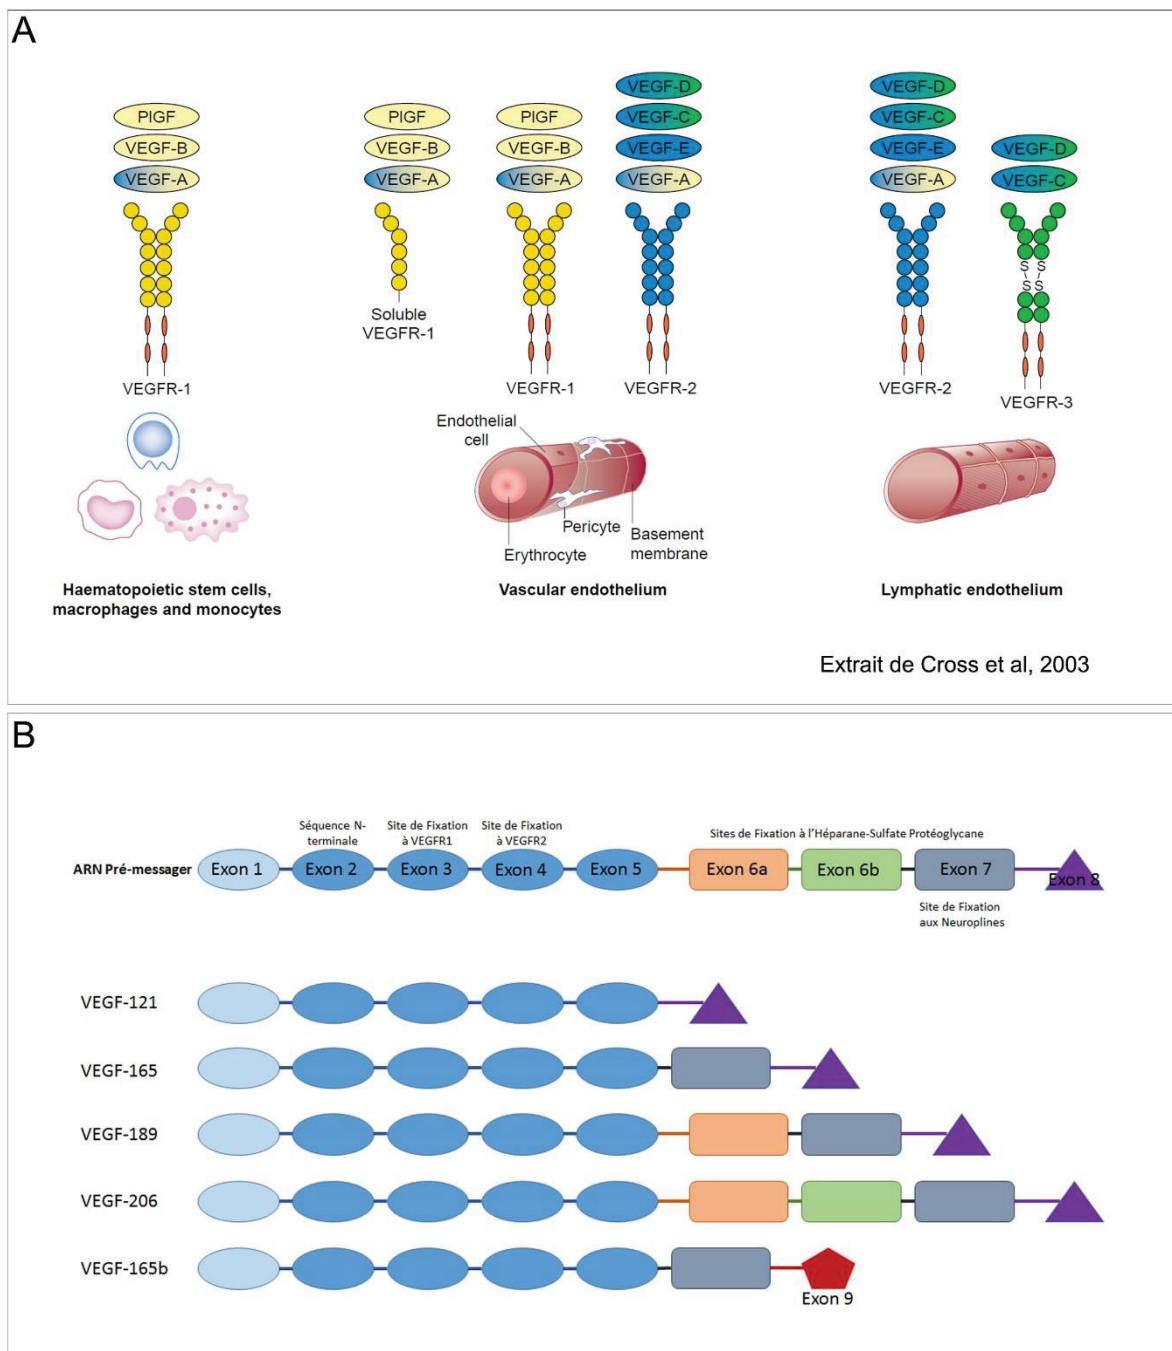 A
PlGF
VEGF-B
VEGF-A
VEGFR-1
Haematopoietic stem cells,
macrophages and monocytes
PlGF
VEGF-B
VEGF-A
Soluble
VEGFR-1
PlGF
VEGF-B
VEGF-A
VEGFR-1
VEGF-D
VEGF-C
VEGF-E
VEGF-A
VEGFR-2
Endothelial
cell
Pericyte
Erythrocyte
Basement
membrane
Vascular endothelium
VEGF-D
VEGF-C
VEGF-E
VEGF-A
VEGFR-2
VEGF-D
VEGF-C
S
S
S
S
VEGFR-3
Lymphatic endothelium
Extrait de Cross et al, 2003
B
Séquence N-
terminale
Site de Fixation
à VEGFR1
Site de Fixation
à VEGFR2
Sites de Fixation à l'Héparane-Sulfate Protéoglycane
ARN Pré-messager
Exon 1
Exon 2
Exon 3
Exon 4
Exon 5
Exon 6a
Exon 6b
Exon 7
Exon 8
Site de Fixation
aux Neuroplines
VEGF-121
VEGF-165
VEGF-189
VEGF-206
VEGF-165b
Exon 9